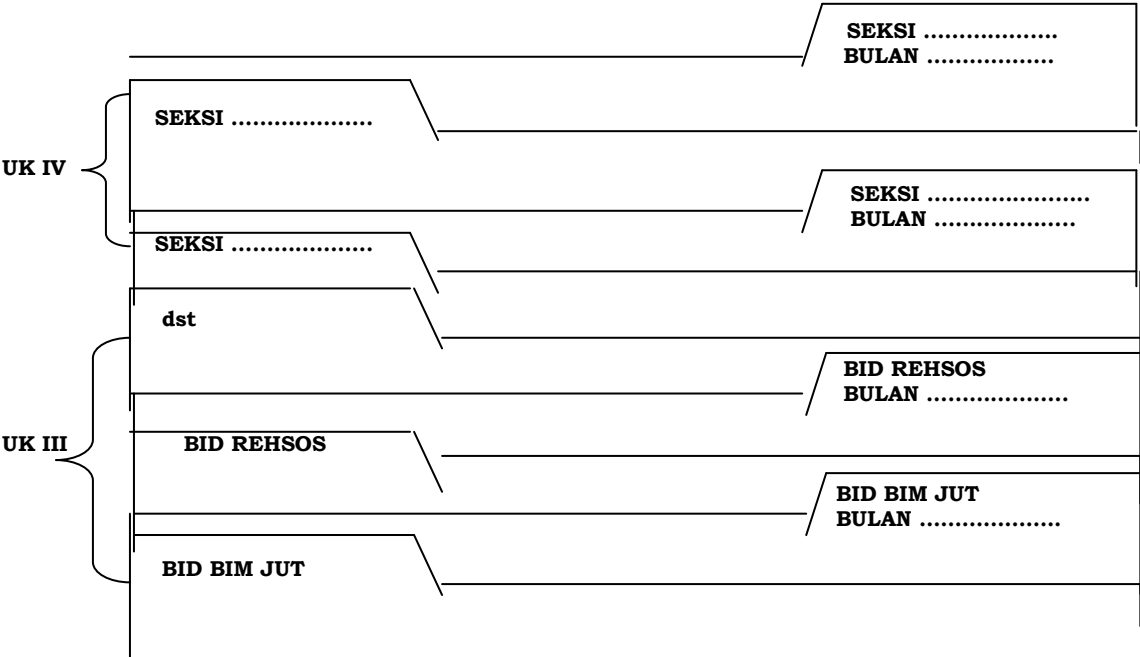 SEKSI ..................
BULAN ..................
SEKSI ....................
UK IV
SEKSI .......................
BULAN ....................
SEKSI ....................
dst
BID REHSOS
BULAN ....................
UK III
BID REHSOS
BID BIM JUT
BULAN ....................
BID BIM JUT